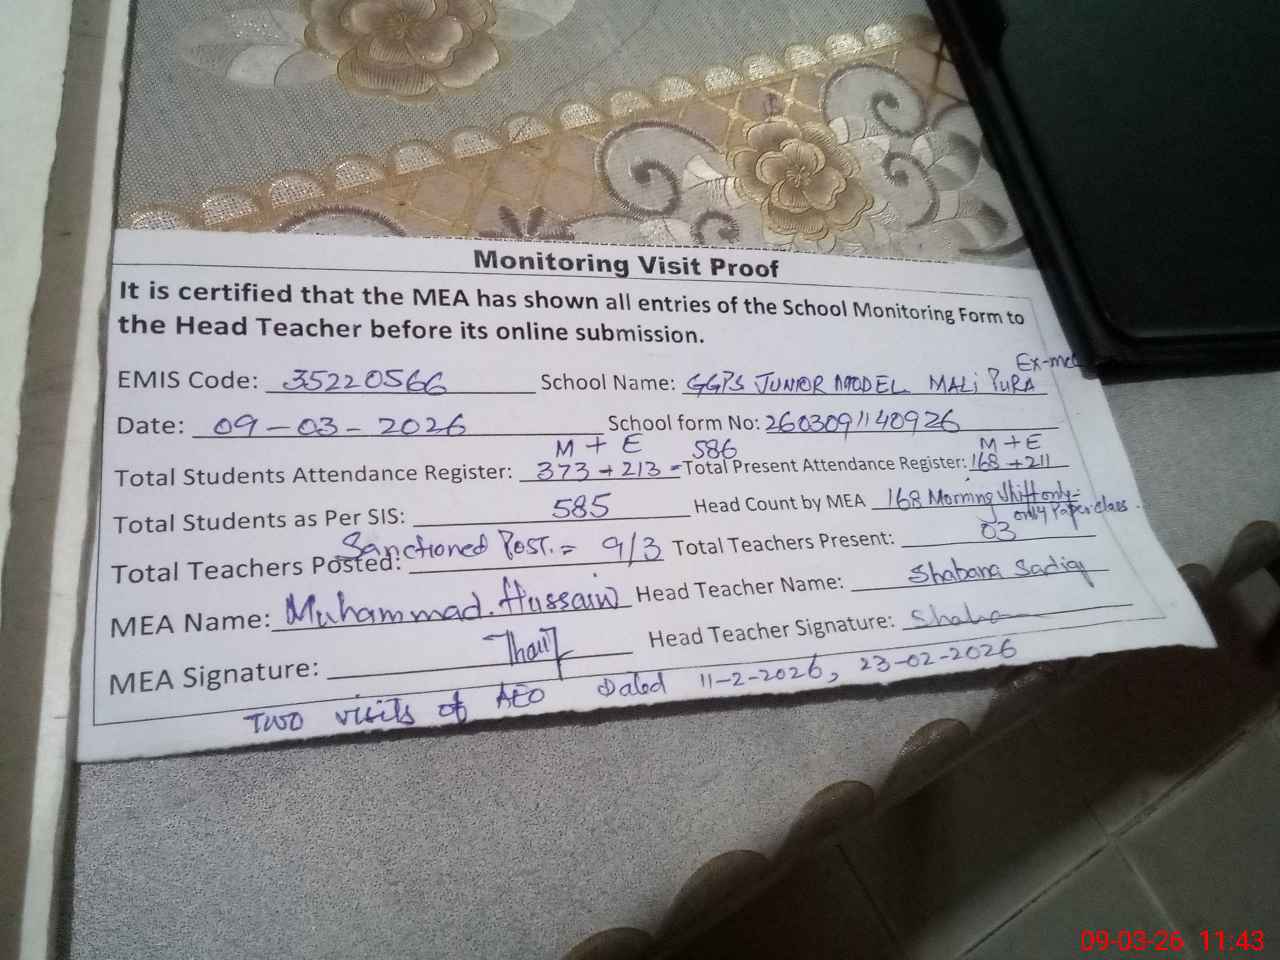 Monitoring Visit Proof
It is certified that the MEA has shown all entries of the School Monitoring Form to
the Head Teacher before its online submission.
Ex-mcl
EMIS Code: 35220566 School Name: GGPS JUNIOR MODEL MALi PURA
Date: 09-03-2026 School form No: 2603091140926
M + E 586 M + E
Total Students Attendance Register: 373+213= Total Present Attendance Register: 168+211
Total Students as Per SIS: 585 Head Count by MEA 168 Morning Shift only-
only Paper class.
Total Teachers Posted: Sanctioned Post. = 9/3 Total Teachers Present: 03
MEA Name: Muhammad. Hussain Head Teacher Name: Shabana Sadiq
MEA Signature: Head Teacher Signature: Shaba
Two visits of AEO Dated 11-2-2026, 23-02-2026
09-03-26 11:43